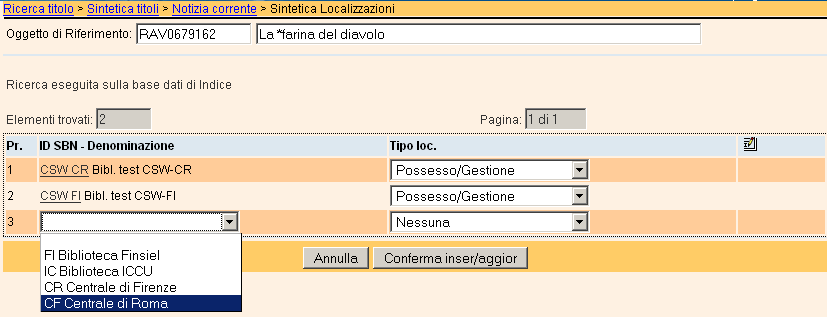 Ricerca titolo > Sintetica titoli > Notizia corrente > Sintetica Localizzazioni
Oggetto di Riferimento: RAV0679162 La *farina del diavolo
Ricerca eseguita sulla base dati di Indice
Elementi trovati: 2 Pagina: 1 di 1
Pr. ID SBN - Denominazione Tipo loc.
1 CSW CR Bibl. test CSW-CR Possesso/Gestione
2 CSW FI Bibl. test CSW-FI Possesso/Gestione
3 Nessuna
FI Biblioteca Finsiel
IC Biblioteca ICCU
CR Centrale di Firenze
CF Centrale di Roma
Annulla Conferma inser/aggior